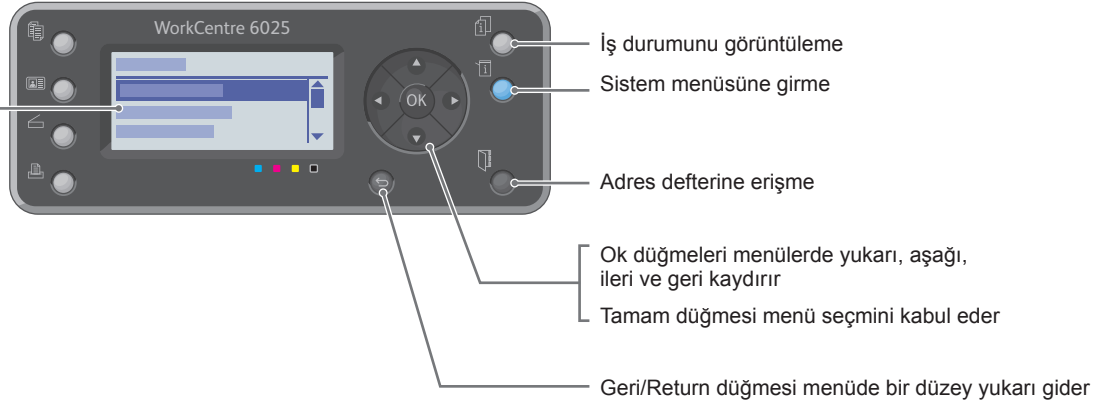 WorkCentre 6025
OK
İş durumunu görüntüleme
Sistem menüsüne girme
Adres defterine erişme
Ok düğmeleri menülerde yukarı, aşağı,
ileri ve geri kaydırır
Tamam düğmesi menü seçmini kabul eder
Geri/Return düğmesi menüde bir düzey yukarı gider